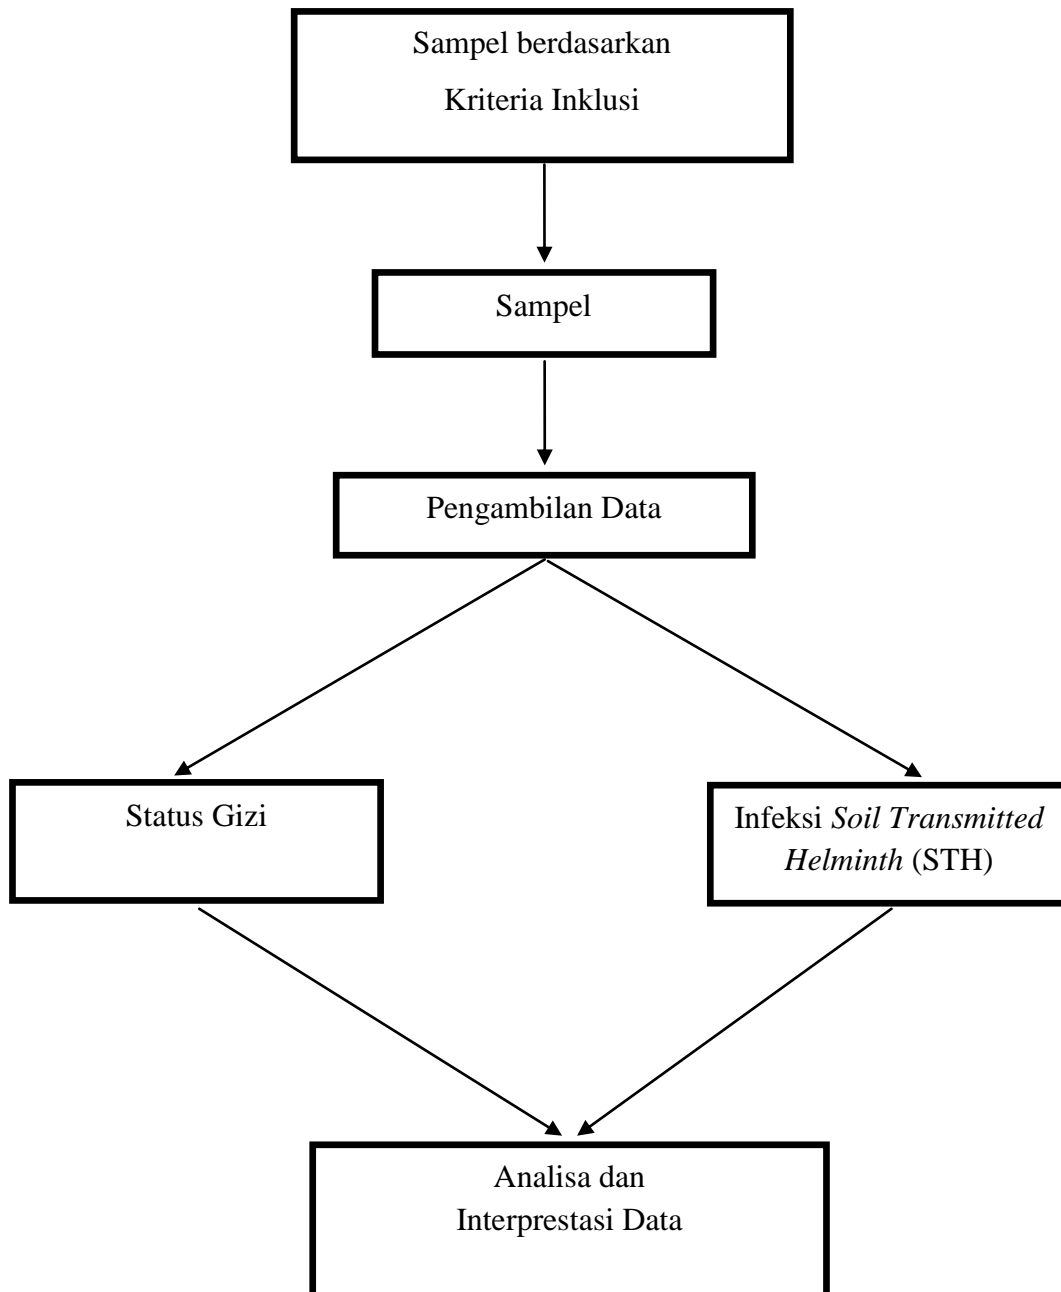 Sampel berdasarkan
Kriteria Inklusi
Sampel
Pengambilan Data
Status Gizi
Infeksi Soil Transmitted
Helminth (STH)
Analisa dan
Interprestasi Data